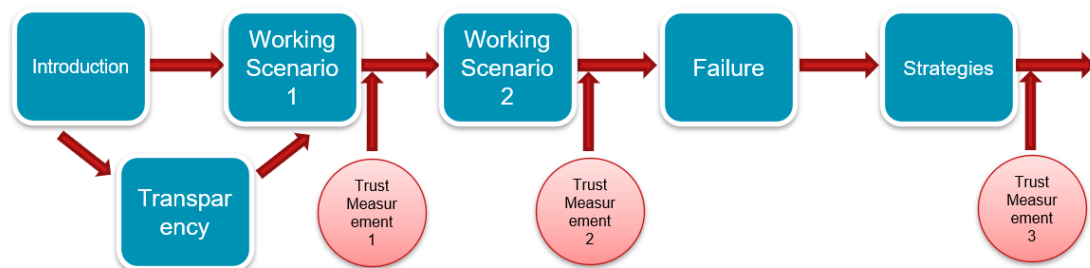 Introduction
Working
Scenario
1
Working
Scenario
2
Failure
Strategies
Transpar
ency
Trust
Measur
ement
1
Trust
Measur
ement
2
Trust
Measur
ement
3